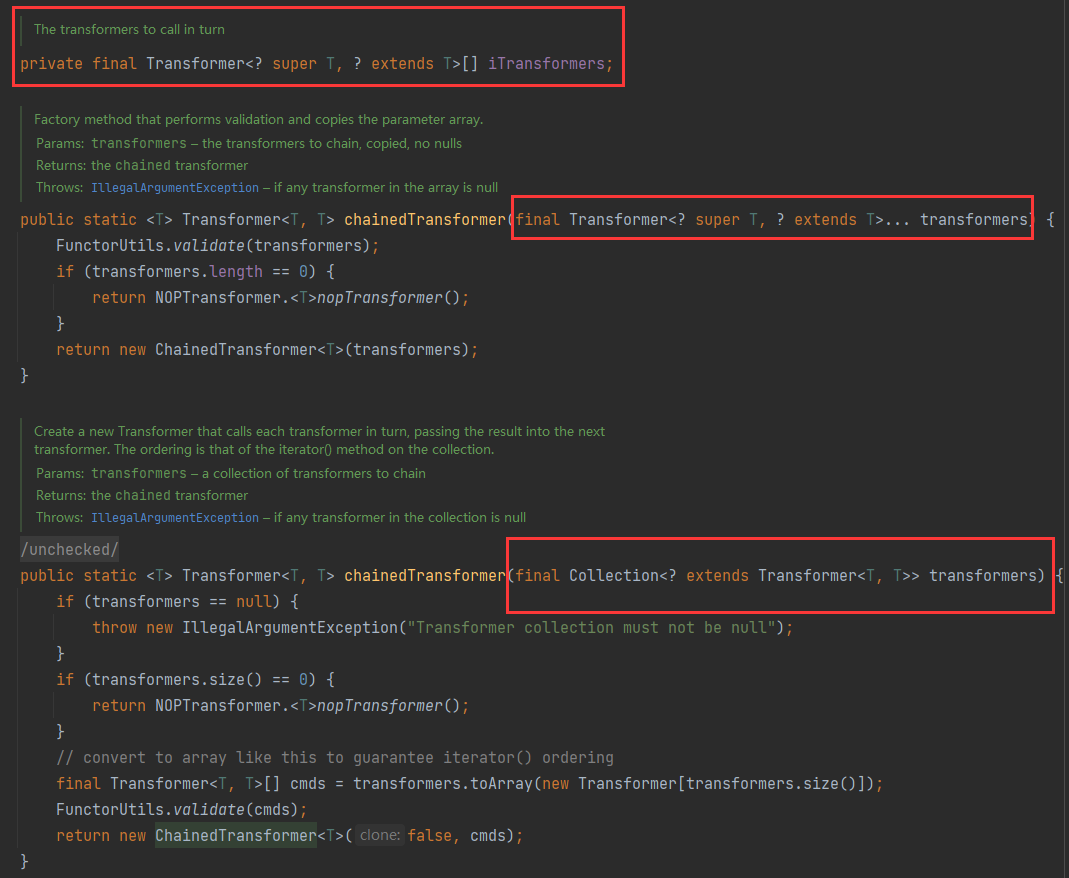 The transformers to call in turn
private final Transformer<? super T, ? extends T>[] iTransformers;
Factory method that performs validation and copies the parameter array.
Params: transformers – the transformers to chain, copied, no nulls
Returns: the chained transformer
Throws: IllegalArgumentException – if any transformer in the array is null
public static <T> Transformer<T, T> chainedTransformer(final Transformer<? super T, ? extends T>... transformers) {
    FunctorUtils.validate(transformers);
    if (transformers.length == 0) {
        return NOPTransformer.<T>nopTransformer();
    }
    return new ChainedTransformer<T>(transformers);
}
Create a new Transformer that calls each transformer in turn, passing the result into the next
transformer. The ordering is that of the iterator() method on the collection.
Params: transformers – a collection of transformers to chain
Returns: the chained transformer
Throws: IllegalArgumentException – if any transformer in the collection is null
/unchecked/
public static <T> Transformer<T, T> chainedTransformer(final Collection<? extends Transformer<T, T>> transformers) {
    if (transformers == null) {
        throw new IllegalArgumentException("Transformer collection must not be null");
    }
    if (transformers.size() == 0) {
        return NOPTransformer.<T>nopTransformer();
    }
    // convert to array like this to guarantee iterator() ordering
    final Transformer<T, T>[] cmds = transformers.toArray(new Transformer[transformers.size()]);
    FunctorUtils.validate(cmds);
    return new ChainedTransformer<T>( clone: false, cmds);
}